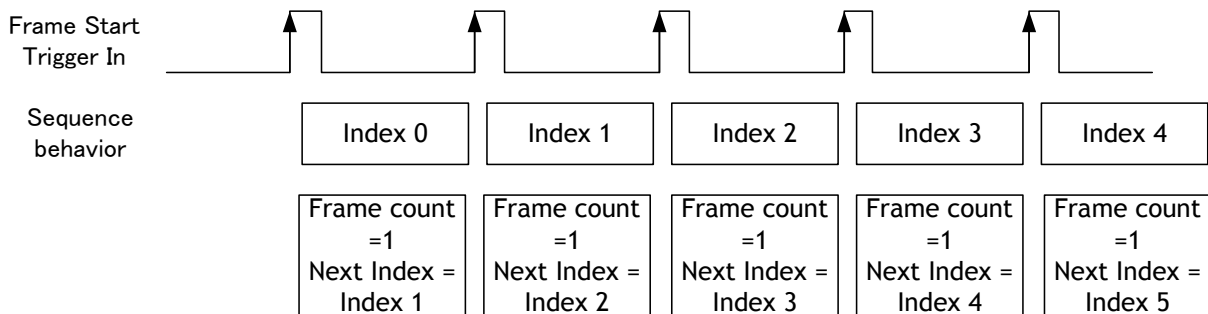 Frame Start
Trigger In
Sequence
behavior
Index 0
Index 1
Index 2
Index 3
Index 4
Frame count
=1
Next Index =
Index 1
Frame count
=1
Next Index =
Index 2
Frame count
=1
Next Index =
Index 3
Frame count
=1
Next Index =
Index 4
Frame count
=1
Next Index =
Index 5